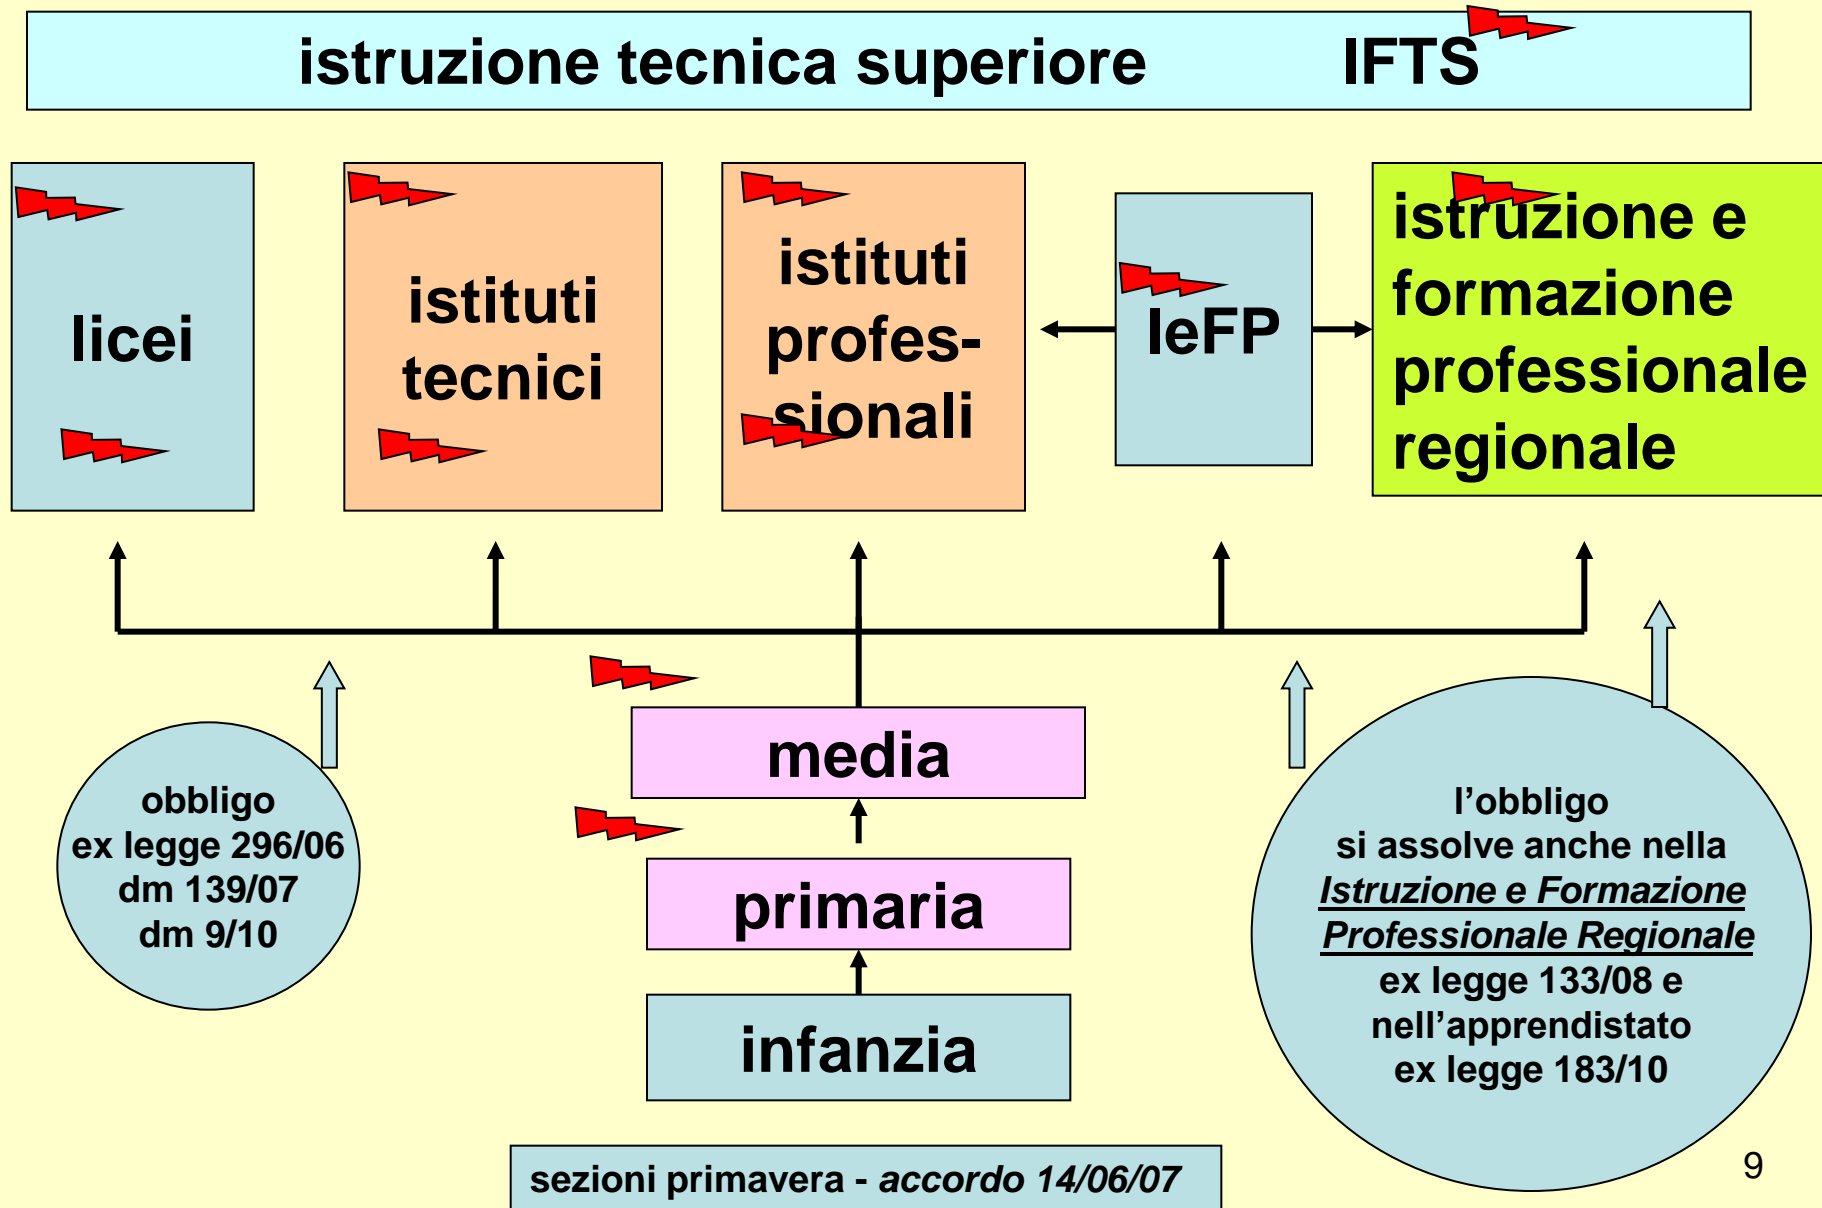 istruzione tecnica superiore IFTS
licei
istituti
tecnici
istituti
profes-
sionali
IeFP
istruzione e
formazione
professionale
regionale
media
primaria
infanzia
obbligo
ex legge 296/06
dm 139/07
dm 9/10
l’obbligo
si assolve anche nella
Istruzione e Formazione
Professionale Regionale
ex legge 133/08 e
nell’apprendistato
ex legge 183/10
sezioni primavera - accordo 14/06/07
9